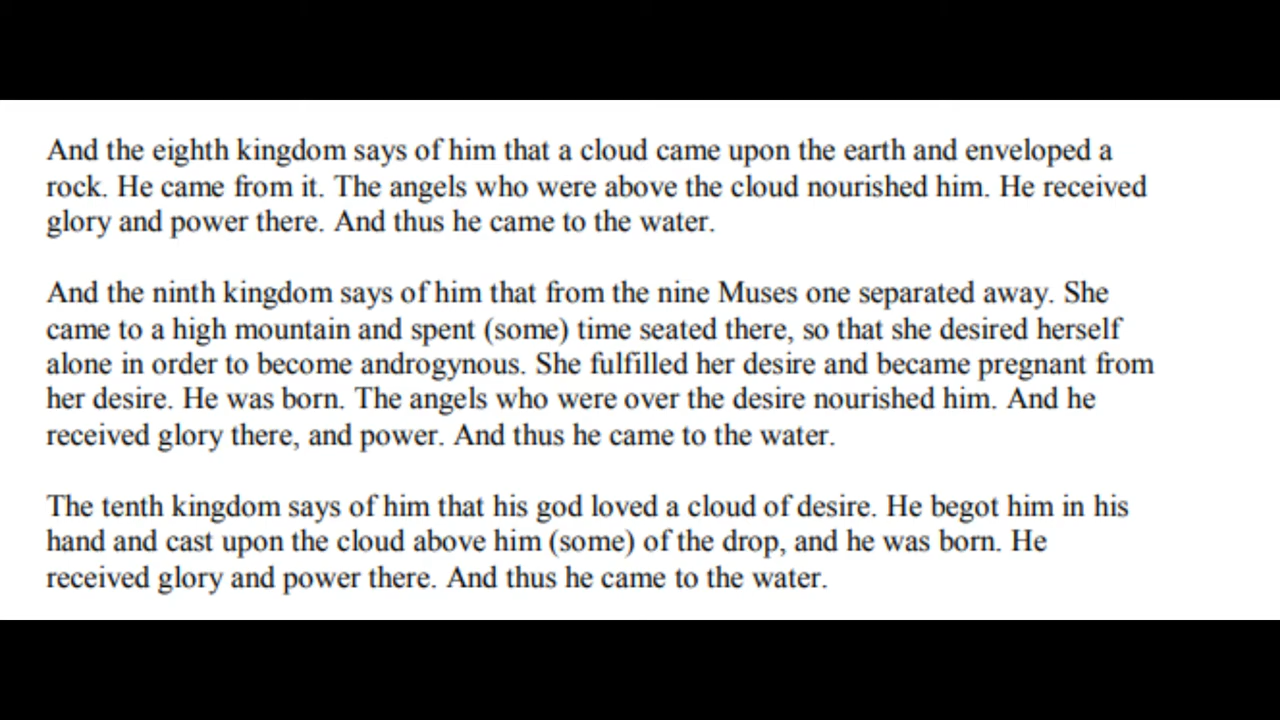 And the eighth kingdom says of him that a cloud came upon the earth and enveloped a
rock. He came from it. The angels who were above the cloud nourished him. He received
glory and power there. And thus he came to the water.
And the ninth kingdom says of him that from the nine Muses one separated away. She
came to a high mountain and spent (some) time seated there, so that she desired herself
alone in order to become androgynous. She fulfilled her desire and became pregnant from
her desire. He was born. The angels who were over the desire nourished him. And he
received glory there, and power. And thus he came to the water.
The tenth kingdom says of him that his god loved a cloud of desire. He begot him in his
hand and cast upon the cloud above him (some) of the drop, and he was born. He
received glory and power there. And thus he came to the water.